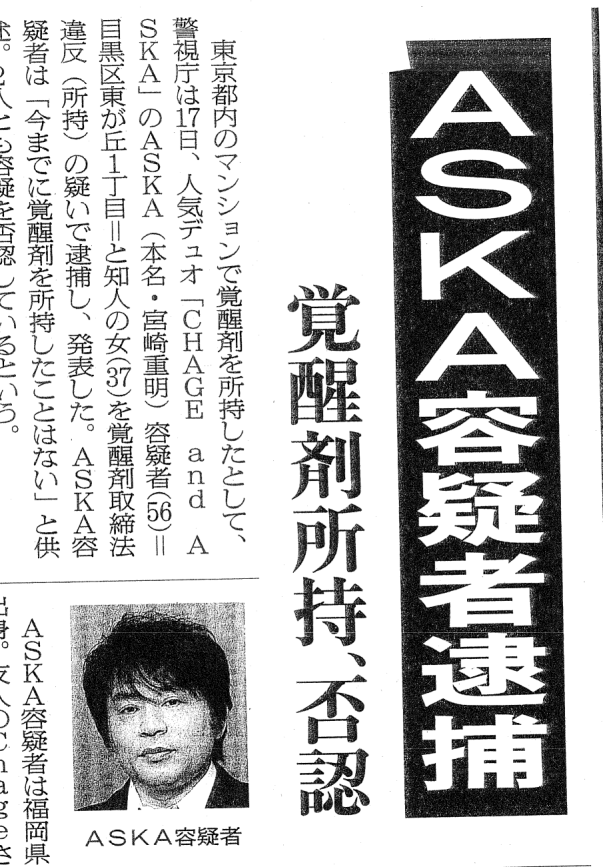 ASKA容疑者逮捕
覚醒剤所持、否認
東京都内のマンションで覚醒剤を所持したとして、
警視庁は17日、人気デュオ「CHAGE and A
SKA」のASKA(本名・宮崎重明)容疑者(56)=
目黒区東が丘1丁目=と知人の女(37)を覚醒剤取締法
違反(所持)の疑いで逮捕し、発表した。ASKA容
疑者は「今までに覚醒剤を所持したことはない」と供
述。2人とも容疑を否認しているという。
ASKA容疑者
ASKA容疑者は福岡県
出身。友人のChageさ